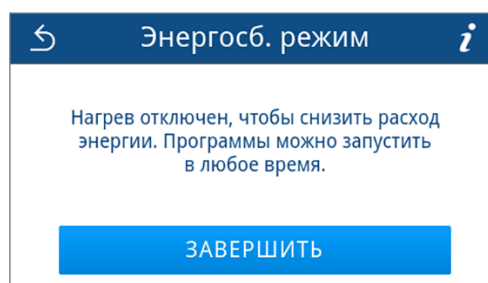 Энергосб. режим
Нагрев отключен, чтобы снизить расход
энергии. Программы можно запустить
в любое время.
ЗАВЕРШИТЬ